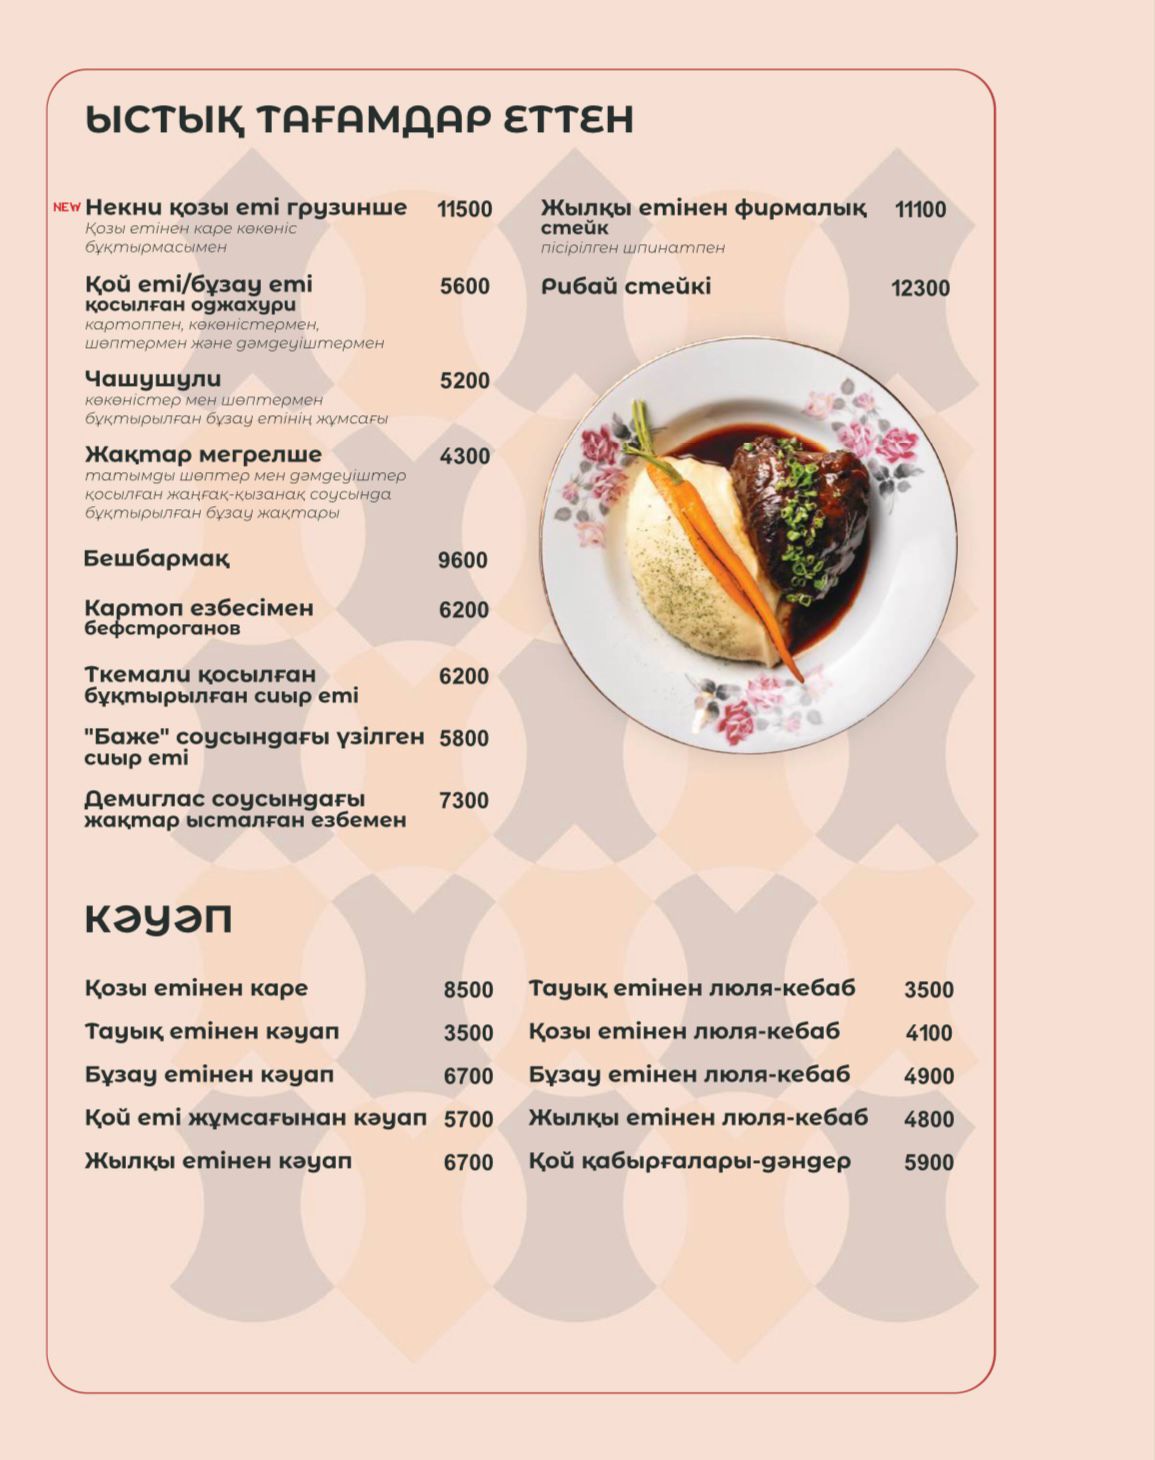 ЫСТЫҚ ТАҒАМДАР ЕТТЕН
NEW Некни қозы еті грузинше 11500
Қозы етінен каре көкөніс
бұқтырмасымен
Қой еті/бұзау еті 5600
қосылған оджахури
картоппен, көкөністермен,
шөптермен және дәмдеуіштермен
Чашушули 5200
көкөністер мен шөптермен
бұқтырылған бұзау етінің жұмсағы
Жақтар мегрелше 4300
татымды шөптер мен дәмдеуіштер
қосылған жаңғақ-қызанақ соусында
бұқтырылған бұзау жақтары
Бешбармақ 9600
Картоп езбесімен 6200
бефстроганов
Ткемали қосылған 6200
бұқтырылған сиыр еті
"Баже" соусындағы үзілген 5800
сиыр еті
Демиглас соусындағы 7300
жақтар ысталған езбемен
Жылқы етінен фирмалық 11100
стейк
пісірілген шпинатпен
Рибай стейкі 12300
КӘУӘП
Қозы етінен каре 8500
Тауық етінен кәуап 3500
Бұзау етінен кәуап 6700
Қой еті жұмсағынан кәуап 5700
Жылқы етінен кәуап 6700
Тауық етінен люля-кебаб 3500
Қозы етінен люля-кебаб 4100
Бұзау етінен люля-кебаб 4900
Жылқы етінен люля-кебаб 4800
Қой қабырғалары-дәндер 5900